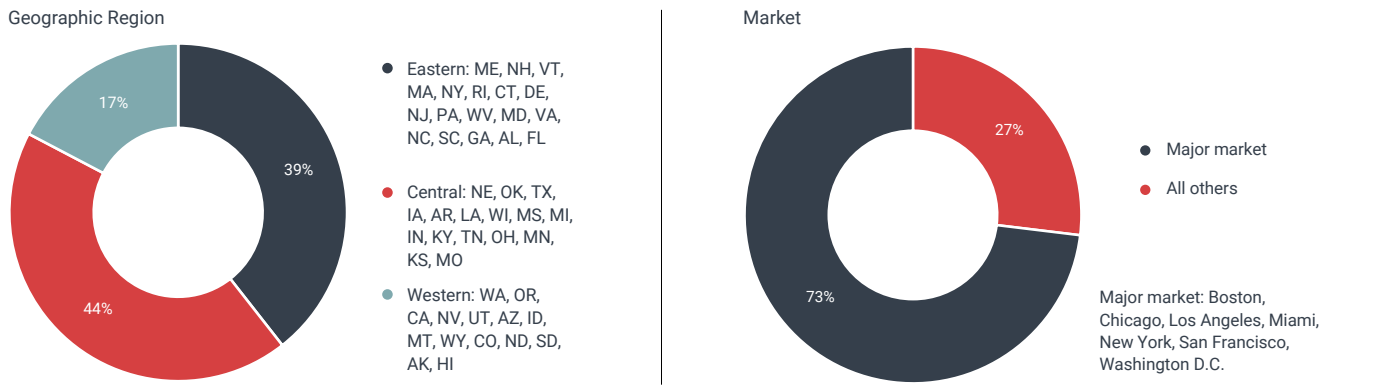 Geographic Region
17%
39%
44%
Eastern: ME, NH, VT,
MA, NY, RI, CT, DE,
NJ, PA, WV, MD, VA,
NC, SC, GA, AL, FL
Central: NE, OK, TX,
IA, AR, LA, WI, MS, MI,
IN, KY, TN, OH, MN,
KS, MO
Western: WA, OR,
CA, NV, UT, AZ, ID,
MT, WY, CO, ND, SD,
AK, HI
Market
27%
73%
Major market
All others
Major market: Boston,
Chicago, Los Angeles, Miami,
New York, San Francisco,
Washington D.C.